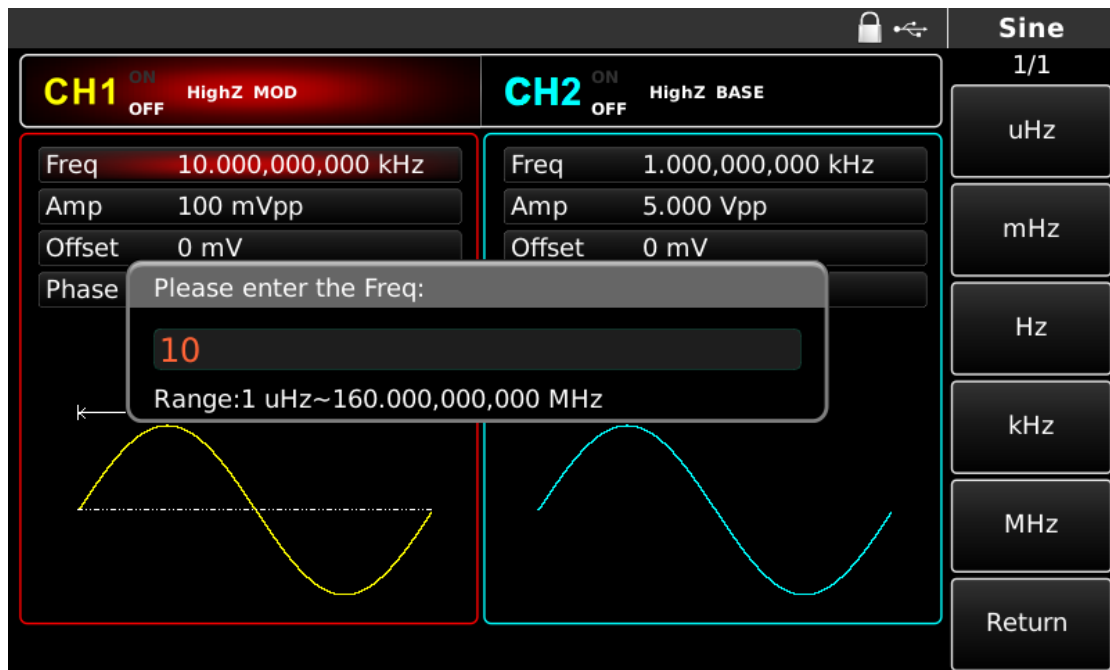 Sine
1/1
CH1 ON OFF HighZ MOD
CH2 ON OFF HighZ BASE
Freq 10.000,000,000 kHz
Amp 100 mVpp
Offset 0 mV
Phase
Freq 1.000,000,000 kHz
Amp 5.000 Vpp
Offset 0 mV
Please enter the Freq:
10
Range:1 uHz~160.000,000,000 MHz
uHz
mHz
Hz
kHz
MHz
Return